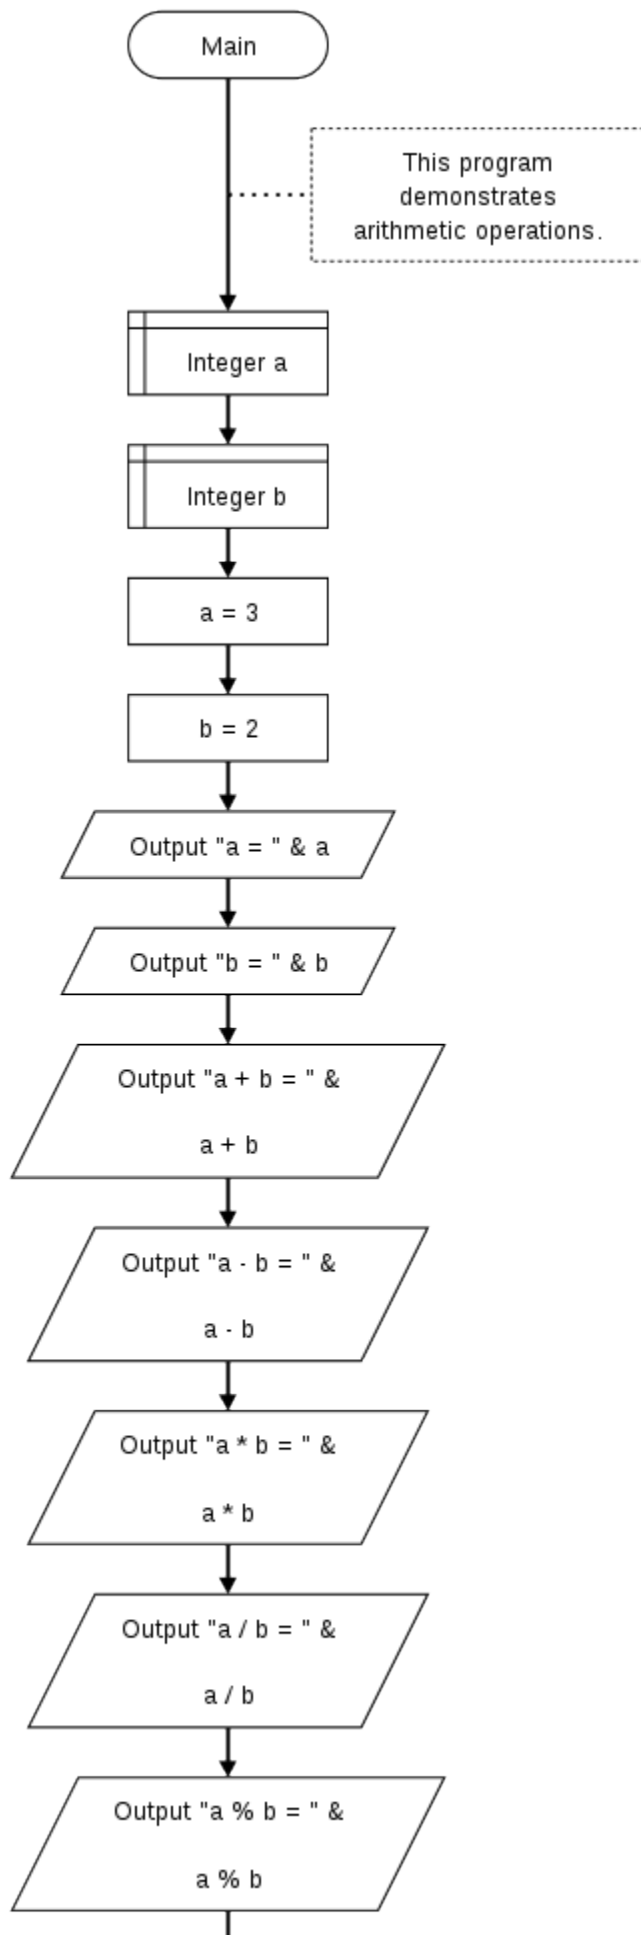 Main
This program
demonstrates
arithmetic operations.
Integer a
Integer b
a = 3
b = 2
Output "a = " & a
Output "b = " & b
Output "a + b = " &
a + b
Output "a - b = " &
a - b
Output "a * b = " &
a * b
Output "a / b = " &
a / b
Output "a % b = " &
a % b